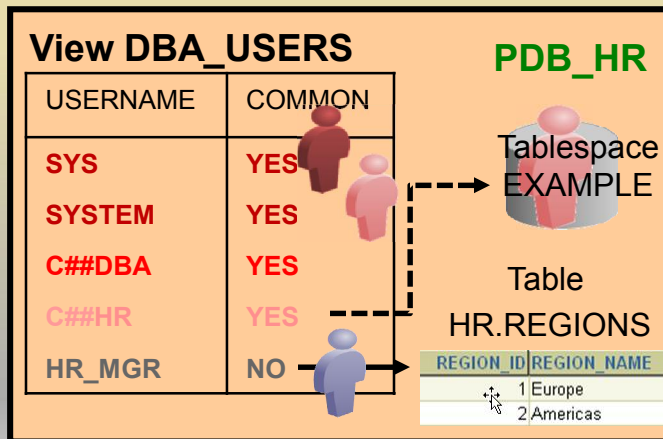 View DBA_USERS
USERNAME COMMON
SYS YES
SYSTEM YES
C##DBA YES
C##HR YES
HR_MGR NO
PDB_HR
Tablespace
EXAMPLE
Table
HR.REGIONS
REGION_ID REGION_NAME
1 Europe
2 Americas